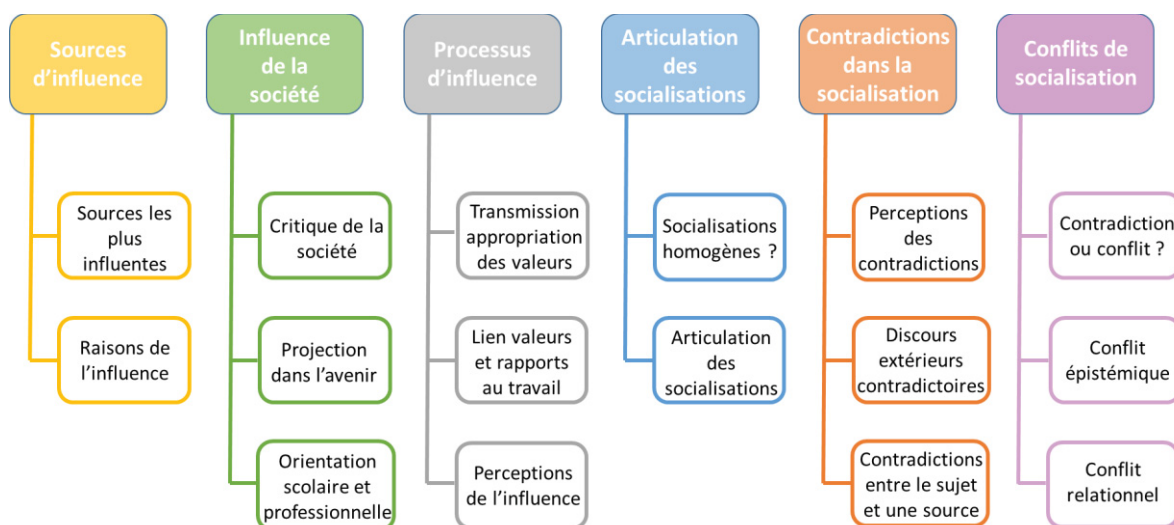 Sources
d’influence
Influence
de la
société
Processus
d’influence
Articulation
des
socialisations
Contradictions
dans la
socialisation
Conflits de
socialisation
Sources les
plus
influentes
Raisons de
l’influence
Critique de la
société
Projection
dans l’avenir
Orientation
scolaire et
professionnelle
Transmission
appropriation
des valeurs
Lien valeurs
et rapports
au travail
Perceptions
de l’influence
Socialisations
homogènes ?
Articulation
des
socialisations
Perceptions
des
contradictions
Discours
extérieurs
contradictoires
Contradictions
entre le sujet
et une source
Contradiction
ou conflit ?
Conflit
épistémique
Conflit
relationnel